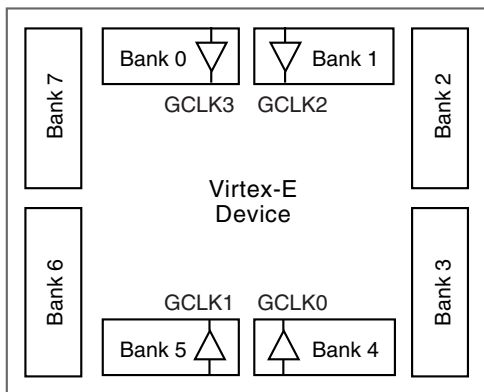 Bank 0
Bank 1
GCLK3
GCLK2
Bank 7
Bank 2
Virtex-E
Device
Bank 6
Bank 3
GCLK1
GCLK0
Bank 5
Bank 4